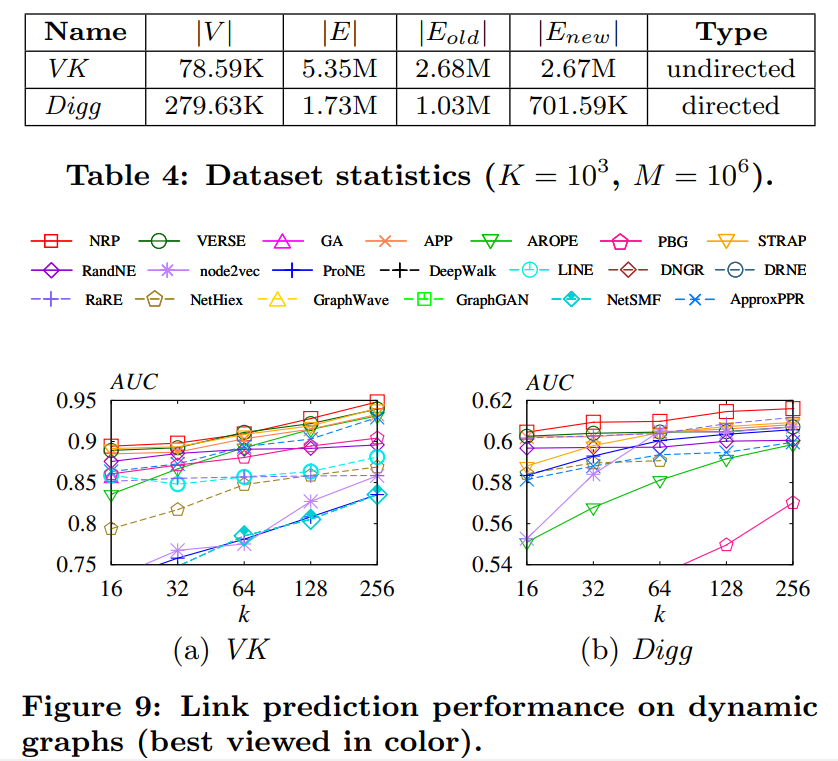 Name |V| |E| |E_old| |E_new| Type
VK 78.59K 5.35M 2.68M 2.67M undirected
Digg 279.63K 1.73M 1.03M 701.59K directed
Table 4: Dataset statistics (K = 10³, M = 10⁶).
NRP VERSE GA APP AROPE PBG STRAP
RandNE node2vec ProNE DeepWalk LINE DNGR DRNE
RaRE NetHiex GraphWave GraphGAN NetSMF ApproxPPR
AUC
0.95
0.9
0.85
0.8
0.75
16 32 64 128 256
k
(a) VK
AUC
0.62
0.6
0.58
0.56
0.54
16 32 64 128 256
k
(b) Digg
Figure 9: Link prediction performance on dynamic
graphs (best viewed in color).